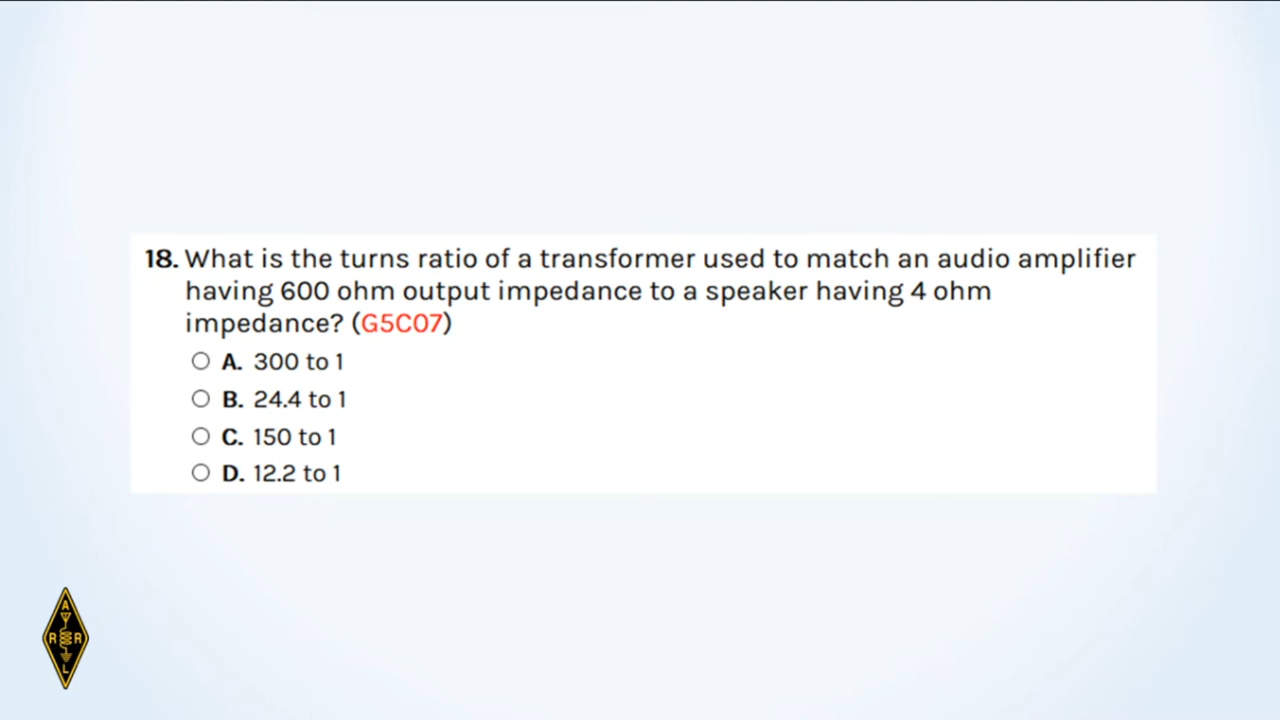 18. What is the turns ratio of a transformer used to match an audio amplifier
having 600 ohm output impedance to a speaker having 4 ohm
impedance? (G5C07)
A. 300 to 1
B. 24.4 to 1
C. 150 to 1
D. 12.2 to 1
A
R R
L